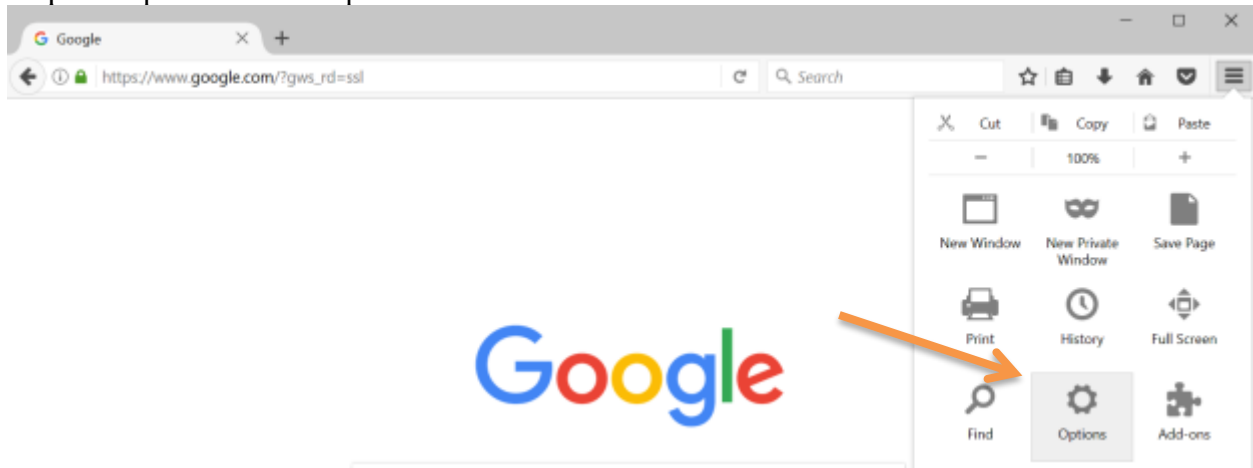 Google
https://www.google.com/?gws_rd=ssl
Search
Cut Copy Paste
− 100% +
New Window New Private Window Save Page
Print History Full Screen
Google
Find Options Add-ons